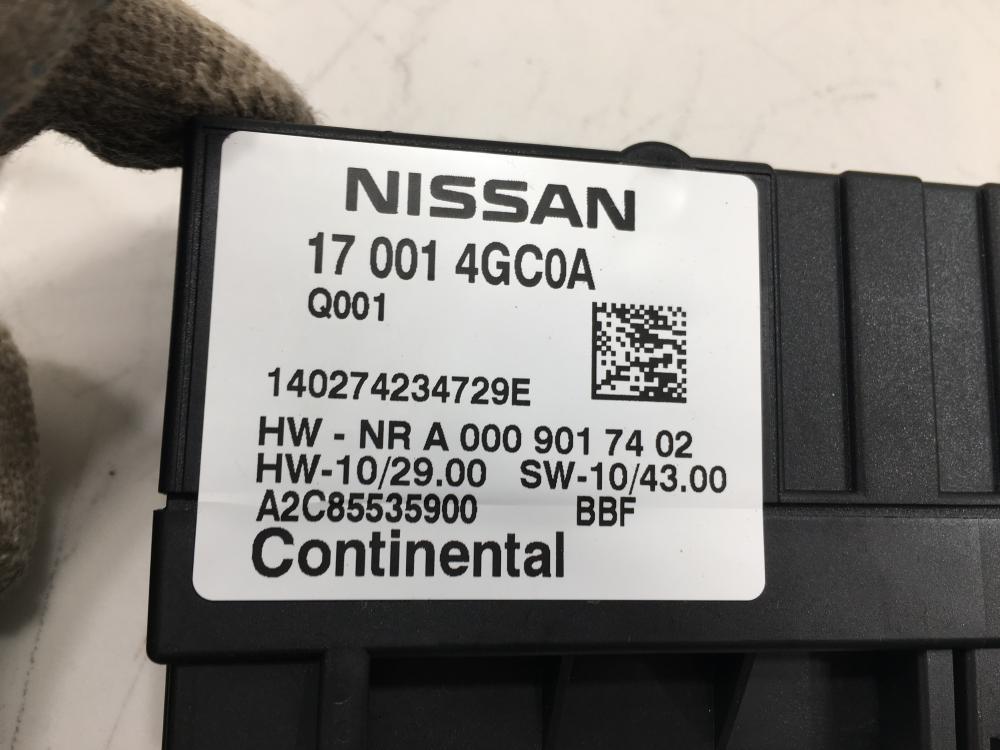 NISSAN
17 001 4GC0A
Q001
140274234729E
HW - NR A 000 901 74 02
HW-10/29.00 SW-10/43.00
A2C85535900 BBF
Continental